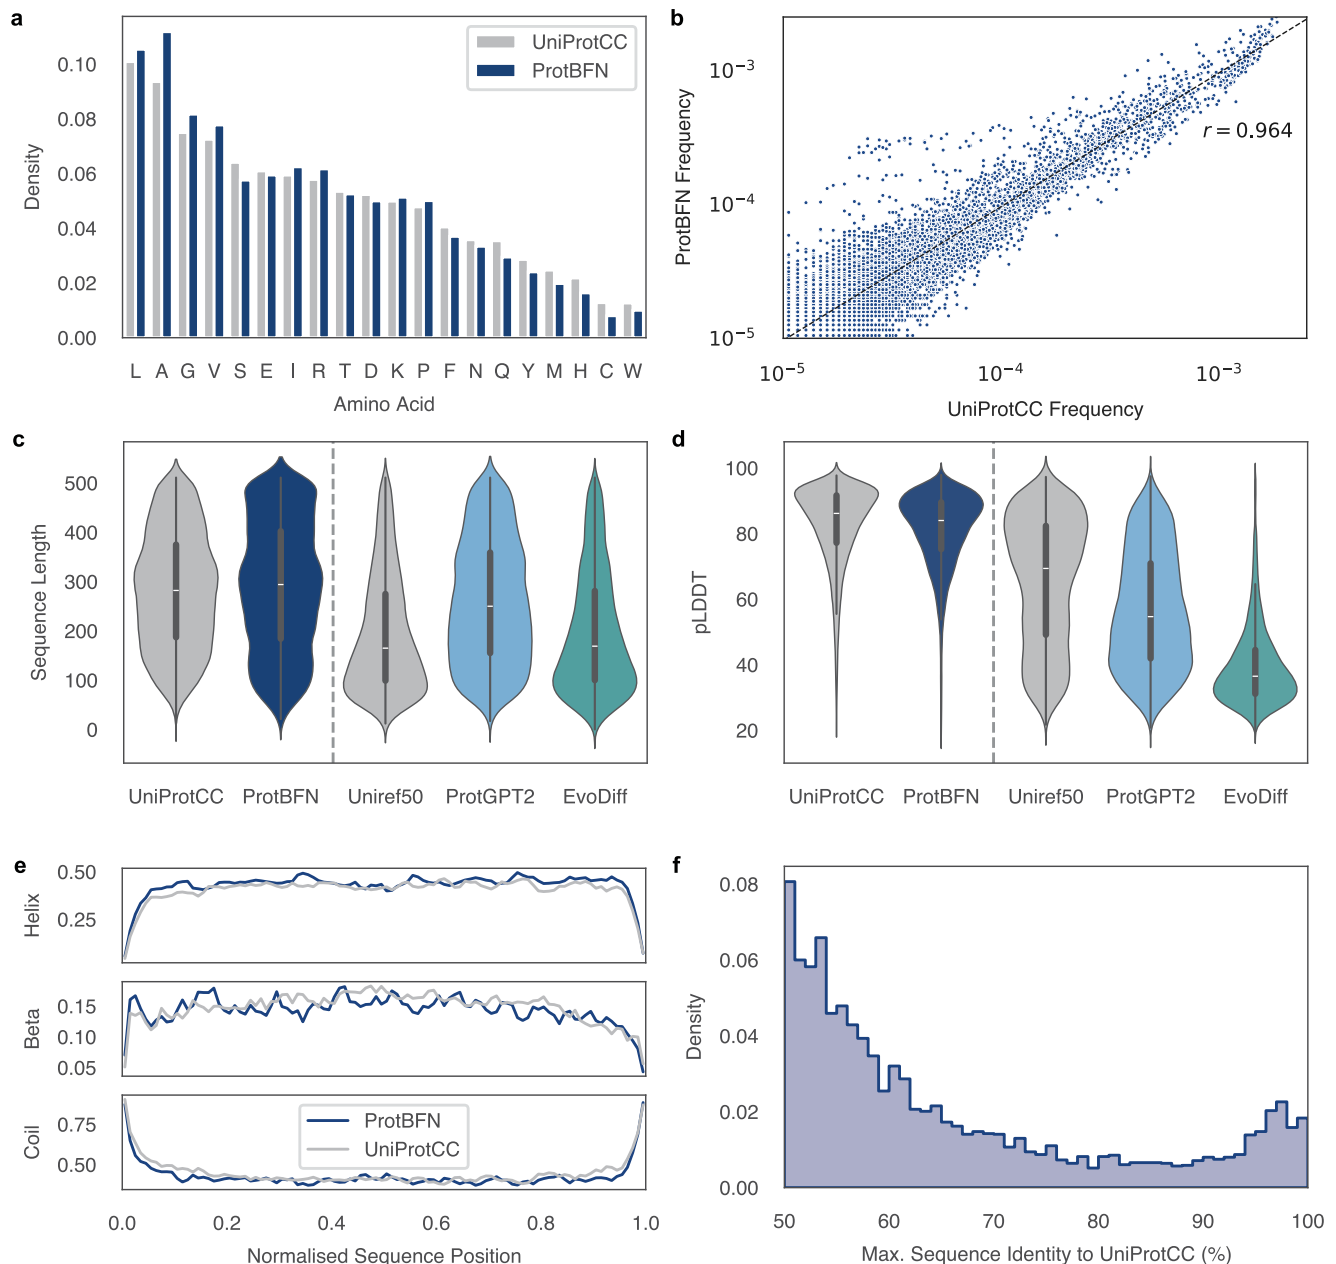 a
UniProtCC
ProtBFN
0.10
0.08
0.06
0.04
0.02
0.00
Density
L A G V S E I R T D K P F N Q Y M H C W
Amino Acid
b
10⁻³
10⁻⁴
10⁻⁵
ProtBFN Frequency
r = 0.964
10⁻⁵ 10⁻⁴ 10⁻³
UniProtCC Frequency
c
500
400
300
200
100
0
Sequence Length
UniProtCC ProtBFN Uniref50 ProtGPT2 EvoDiff
d
100
80
60
40
20
pLDDT
UniProtCC ProtBFN Uniref50 ProtGPT2 EvoDiff
e
0.50
0.25
Helix
0.15
0.10
0.05
Beta
0.75
0.50
Coil
ProtBFN
UniProtCC
0.0 0.2 0.4 0.6 0.8 1.0
Normalised Sequence Position
f
0.08
0.06
0.04
0.02
0.00
Density
50 60 70 80 90 100
Max. Sequence Identity to UniProtCC (%)